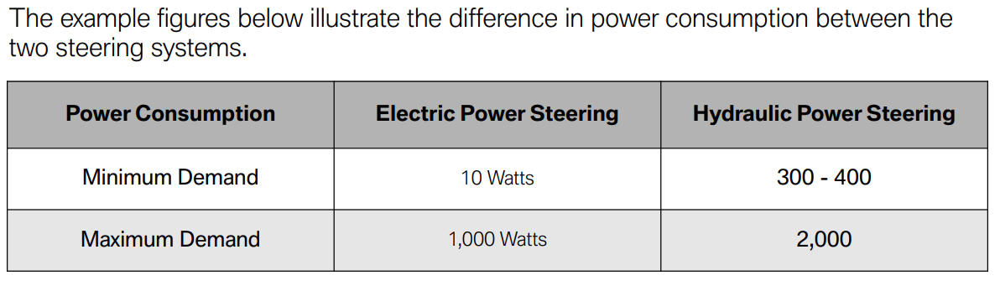 The example figures below illustrate the difference in power consumption between the
two steering systems.
Power Consumption Electric Power Steering Hydraulic Power Steering
Minimum Demand 10 Watts 300 - 400
Maximum Demand 1,000 Watts 2,000